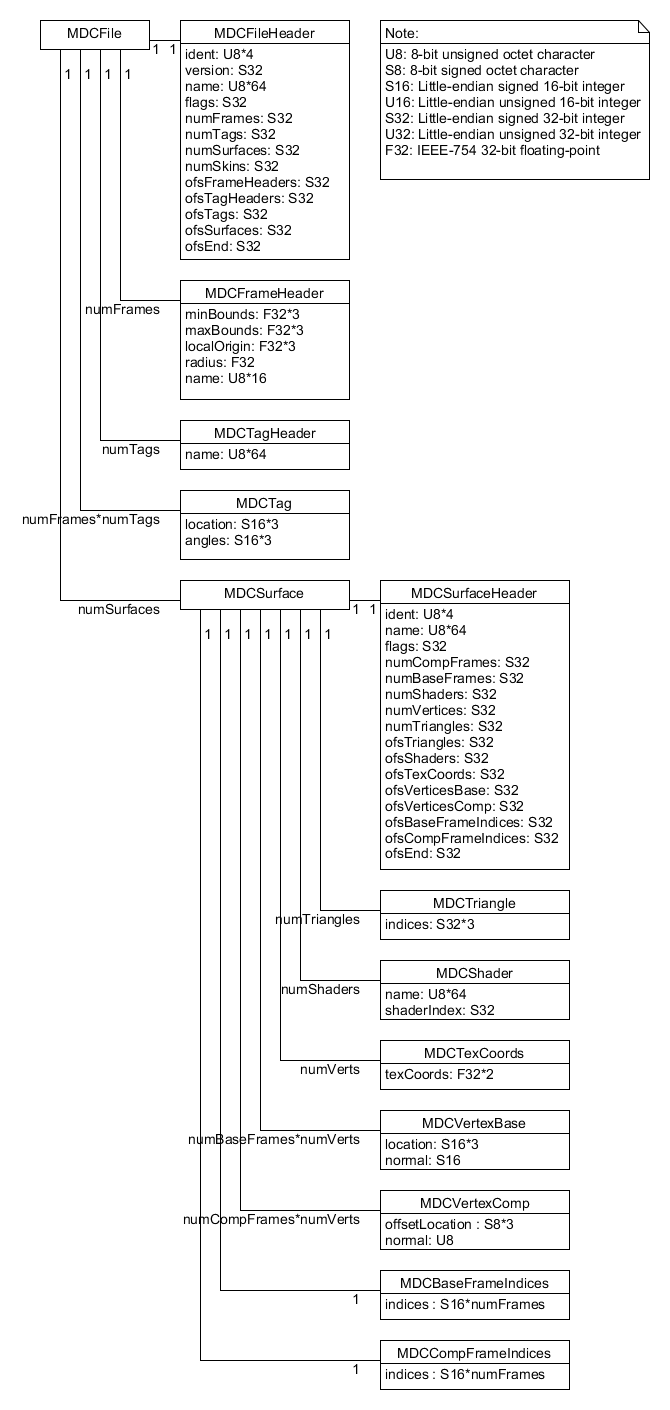 MDCFile
1
1
1
1
1
1
MDCFileHeader
ident: U8*4
version: S32
name: U8*64
flags: S32
numFrames: S32
numTags: S32
numSurfaces: S32
numSkins: S32
ofsFrameHeaders: S32
ofsTagHeaders: S32
ofsTags: S32
ofsSurfaces: S32
ofsEnd: S32
Note:
U8: 8-bit unsigned octet character
S8: 8-bit signed octet character
S16: Little-endian signed 16-bit integer
U16: Little-endian unsigned 16-bit integer
S32: Little-endian signed 32-bit integer
U32: Little-endian unsigned 32-bit integer
F32: IEEE-754 32-bit floating-point
numFrames
MDCFrameHeader
minBounds: F32*3
maxBounds: F32*3
localOrigin: F32*3
radius: F32
name: U8*16
numTags
MDCTagHeader
name: U8*64
numFrames*numTags
MDCTag
location: S16*3
angles: S16*3
numSurfaces
MDCSurface
1
1
1
1
1
1
1
1
1
MDCSurfaceHeader
ident: U8*4
name: U8*64
flags: S32
numCompFrames: S32
numBaseFrames: S32
numShaders: S32
numVertices: S32
numTriangles: S32
ofsTriangles: S32
ofsShaders: S32
ofsTexCoords: S32
ofsVerticesBase: S32
ofsVerticesComp: S32
ofsBaseFrameIndices: S32
ofsCompFrameIndices: S32
ofsEnd: S32
numTriangles
MDCTriangle
indices: S32*3
numShaders
MDCShader
name: U8*64
shaderIndex: S32
numVerts
MDCTexCoords
texCoords: F32*2
numBaseFrames*numVerts
MDCVertexBase
location: S16*3
normal: S16
numCompFrames*numVerts
MDCVertexComp
offsetLocation : S8*3
normal: U8
1
MDCBaseFrameIndices
indices : S16*numFrames
1
MDCCompFrameIndices
indices : S16*numFrames